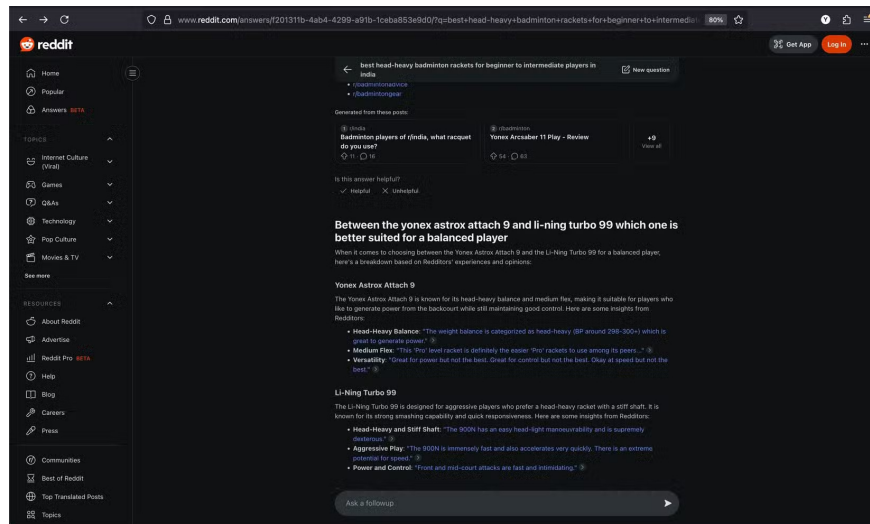 www.reddit.com/answers/f201311b-4ab4-4299-a91b-1ceba853e9d0/?q=best+head-heavy+badminton+rackets+for+beginner+to+intermedia
80%
reddit
Get App
Log In
Home
Popular
Answers BETA
TOPICS
Internet Culture
(Viral)
Games
Q&As
Technology
Pop Culture
Movies & TV
See more
RESOURCES
About Reddit
Advertise
Reddit Pro BETA
Help
Blog
Careers
Press
Communities
Best of Reddit
Top Translated Posts
Topics
best head-heavy badminton rackets for beginner to intermediate players in
india
New question
• r/badmintonadvice
• r/badmintongear
Generated from these posts:
1 r/india
Badminton players of r/india, what racquet
do you use?
11 · 16
2 r/badminton
Yonex Arcsaber 11 Play - Review
54 · 63
+9
View all
Is this answer helpful?
Helpful
Unhelpful
Between the yonex astrox attach 9 and li-ning turbo 99 which one is
better suited for a balanced player
When it comes to choosing between the Yonex Astrox Attach 9 and the Li-Ning Turbo 99 for a balanced player,
here's a breakdown based on Redditors' experiences and opinions:
Yonex Astrox Attach 9
The Yonex Astrox Attach 9 is known for its head-heavy balance and medium flex, making it suitable for players who
like to generate power from the backcourt while still maintaining good control. Here are some insights from
Redditors:
• Head-Heavy Balance: "The weight balance is categorized as head-heavy (BP around 298-300+) which is
great to generate power."
• Medium Flex: "This 'Pro' level racket is definitely the easier 'Pro' rackets to use among its peers..."
• Versatility: "Great for power but not the best. Great for control but not the best. Okay at speed but not the
best."
Li-Ning Turbo 99
The Li-Ning Turbo 99 is designed for aggressive players who prefer a head-heavy racket with a stiff shaft. It is
known for its strong smashing capability and quick responsiveness. Here are some insights from Redditors:
• Head-Heavy and Stiff Shaft: "The 900N has an easy head-light manoeuvrability and is supremely
dexterous."
• Aggressive Play: "The 900N is immensely fast and also accelerates very quickly. There is an extreme
potential for speed."
• Power and Control: "Front and mid-court attacks are fast and intimidating."
Ask a followup